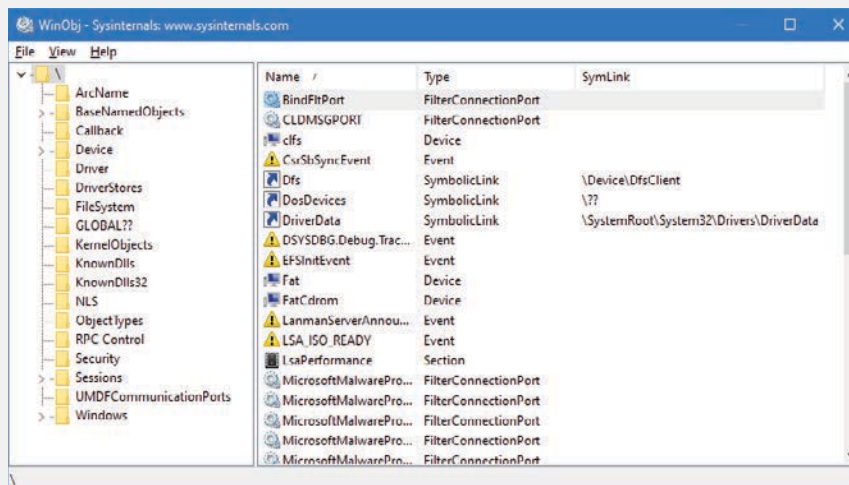 WinObj - Sysinternals: www.sysinternals.com
File View Help
\
ArcName
BaseNamedObjects
Callback
Device
Driver
DriverStores
FileSystem
GLOBAL??
KernelObjects
KnownDlls
KnownDlls32
NLS
ObjectTypes
RPC Control
Security
Sessions
UMDFCommunicationPorts
Windows
Name / Type SymLink
BindFltPort FilterConnectionPort
CLDMSGPORT FilterConnectionPort
clfs Device
CsrSbSyncEvent Event
Dfs SymbolicLink \Device\DfsClient
DosDevices SymbolicLink \??
DriverData SymbolicLink \SystemRoot\System32\Drivers\DriverData
DSYSDBG.Debug.Trac... Event
EFSInitEvent Event
Fat Device
FatCdrom Device
LanmanServerAnnou... Event
LSA_ISO_READY Event
LsaPerformance Section
MicrosoftMalwarePro... FilterConnectionPort
MicrosoftMalwarePro... FilterConnectionPort
MicrosoftMalwarePro... FilterConnectionPort
MicrosoftMalwarePro... FilterConnectionPort
MicrosoftMalwarePro... FilterConnectionPort
\